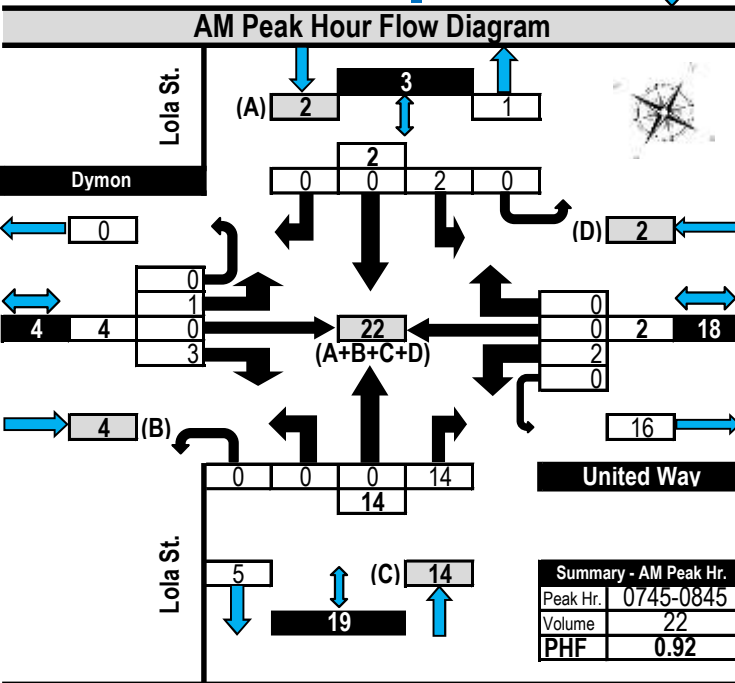 AM Peak Hour Flow Diagram
Lola St.
(A) 2 3 1
2
0 0 2 0
Dymon
0
(D) 2
0
1
4 4 0
3
22
(A+B+C+D)
0
0 2 18
2
0
4 (B)
16
0 0 0 14
14
United Way
Lola St.
5
(C) 14
19
Summary - AM Peak Hr.
Peak Hr. 0745-0845
Volume 22
PHF 0.92